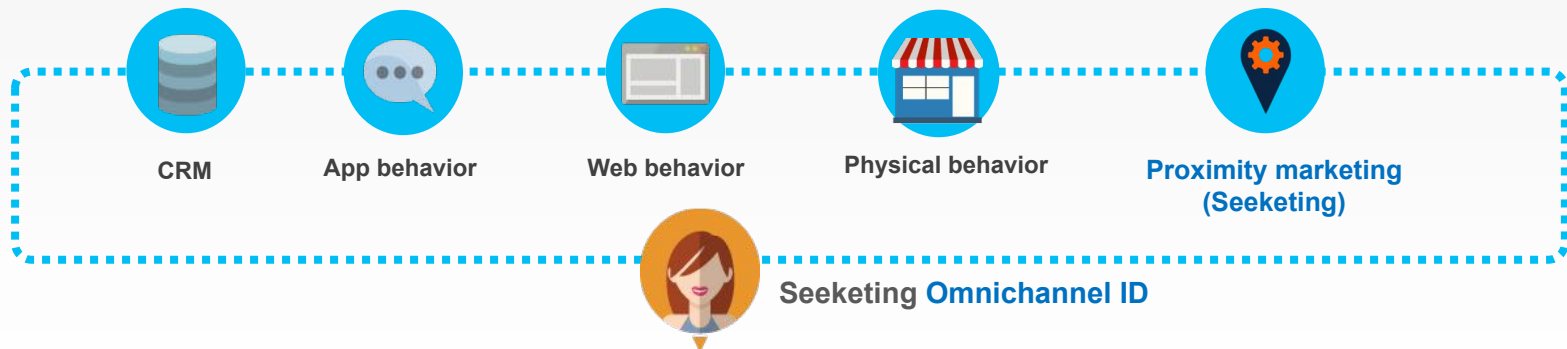 CRM
App behavior
Web behavior
Physical behavior
Proximity marketing
(Seeketing)
Seeketing Omnichannel ID